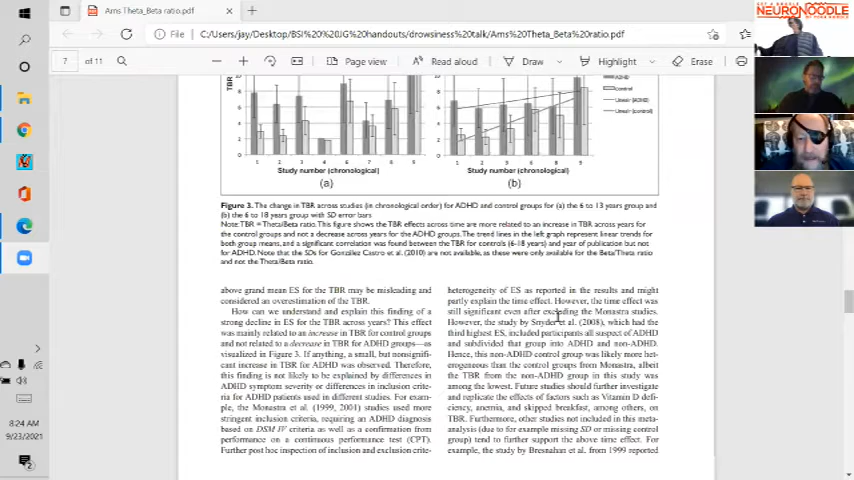 Arns Theta_Beta ratio.pdf
File
C:/Users/jay/Desktop/BSI%20%20JG%20handouts/drowsiness%20talk/Arns%20Theta_Beta%20ratio.pdf
NEURONOODLE
7 of 11
Page view
Read aloud
Draw
Highlight
Erase
TBR
8
6
4
2
0
1 2 3 4 6 7 8 9
Study number (chronological)
(a)
8
6
4
2
0
1 2 3 6 8 9
Study number (chronological)
(b)
ADHD
Control
Linear (ADHD)
Linear (control)
Figure 3. The change in TBR across studies (in chronological order) for ADHD and control groups for (a) the 6 to 13 years group and
(b) the 6 to 18 years group with SD error bars
Note: TBR = Theta/Beta ratio. This figure shows the TBR effects across time are more related to an increase in TBR across years for
the control groups and not a decrease across years for the ADHD groups. The trend lines in the left graph represent linear trends for
both group means, and a significant correlation was found between the TBR for controls (6-18 years) and year of publication but not
for ADHD. Note that the SDs for González Castro et al. (2010) are not available, as these were only available for the Beta/Theta ratio
and not the Theta/Beta ratio.
above grand mean ES for the TBR may be misleading and
considered an overestimation of the TBR.
How can we understand and explain this finding of a
strong decline in ES for the TBR across years? This effect
was mainly related to an increase in TBR for control groups
and not related to a decrease in TBR for ADHD groups—as
visualized in Figure 3. If anything, a small, but nonsignifi-
cant increase in TBR for ADHD was observed. Therefore,
this finding is not likely to be explained by differences in
ADHD symptom severity or differences in inclusion crite-
ria for ADHD patients used in different studies. For exam-
ple, the Monastra et al. (1999, 2001) studies used more
stringent inclusion criteria, requiring an ADHD diagnosis
based on DSM IV criteria as well as a confirmation from
performance on a continuous performance test (CPT).
Further post hoc inspection of inclusion and exclusion crite-
heterogeneity of ES as reported in the results and might
partly explain the time effect. However, the time effect was
still significant even after excluding the Monastra studies.
However, the study by Snyder et al. (2008), which had the
third highest ES, included participants all suspect of ADHD
and subdivided that group into ADHD and non-ADHD.
Hence, this non-ADHD control group was likely more het-
erogeneous than the control groups from Monastra, albeit
the TBR from the non-ADHD group in this study was
among the lowest. Future studies should further investigate
and replicate the effects of factors such as Vitamin D defi-
ciency, anemia, and skipped breakfast, among others, on
TBR. Furthermore, other studies not included in this meta-
analysis (due to for example missing SD or missing control
group) tend to further support the above time effect. For
example, the study by Bresnahan et al. from 1999 reported
8:24 AM
9/23/2021